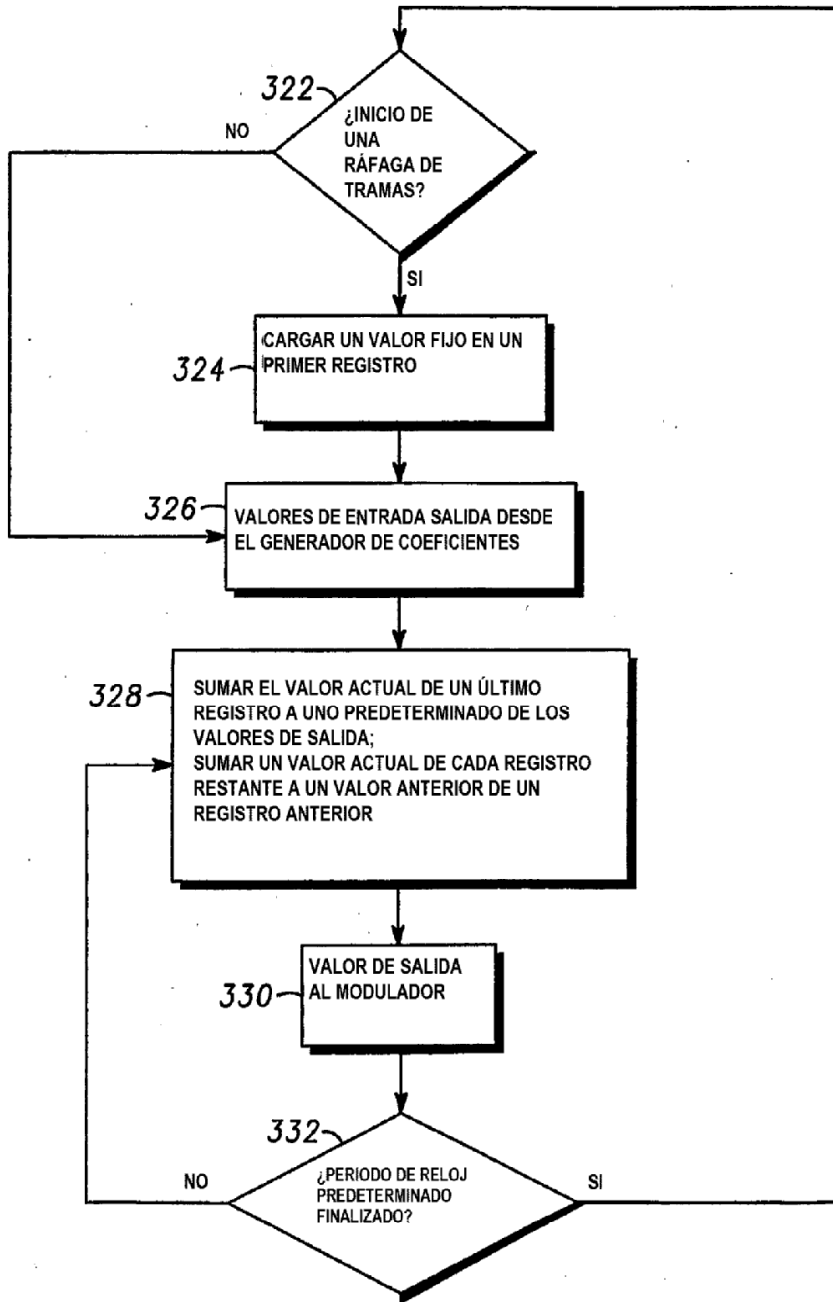 322
¿INICIO DE
UNA
RÁFAGA DE
TRAMAS?
NO
SI
324
CARGAR UN VALOR FIJO EN UN
PRIMER REGISTRO
326
VALORES DE ENTRADA SALIDA DESDE
EL GENERADOR DE COEFICIENTES
328
SUMAR EL VALOR ACTUAL DE UN ÚLTIMO
REGISTRO A UNO PREDETERMINADO DE LOS
VALORES DE SALIDA;
SUMAR UN VALOR ACTUAL DE CADA REGISTRO
RESTANTE A UN VALOR ANTERIOR DE UN
REGISTRO ANTERIOR
330
VALOR DE SALIDA
AL MODULADOR
332
¿PERIODO DE RELOJ
PREDETERMINADO
FINALIZADO?
NO
SI